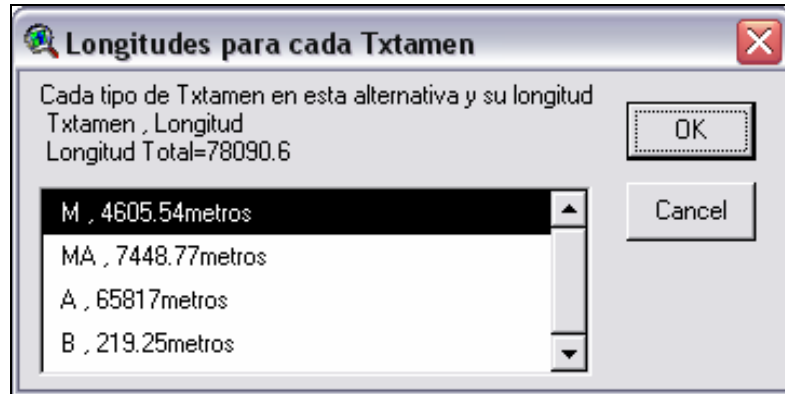 Longitudes para cada Txtamen
Cada tipo de Txtamen en esta alternativa y su longitud
Txtamen , Longitud
Longitud Total=78090.6
OK
Cancel
M , 4605.54metros
MA , 7448.77metros
A , 65817metros
B , 219.25metros